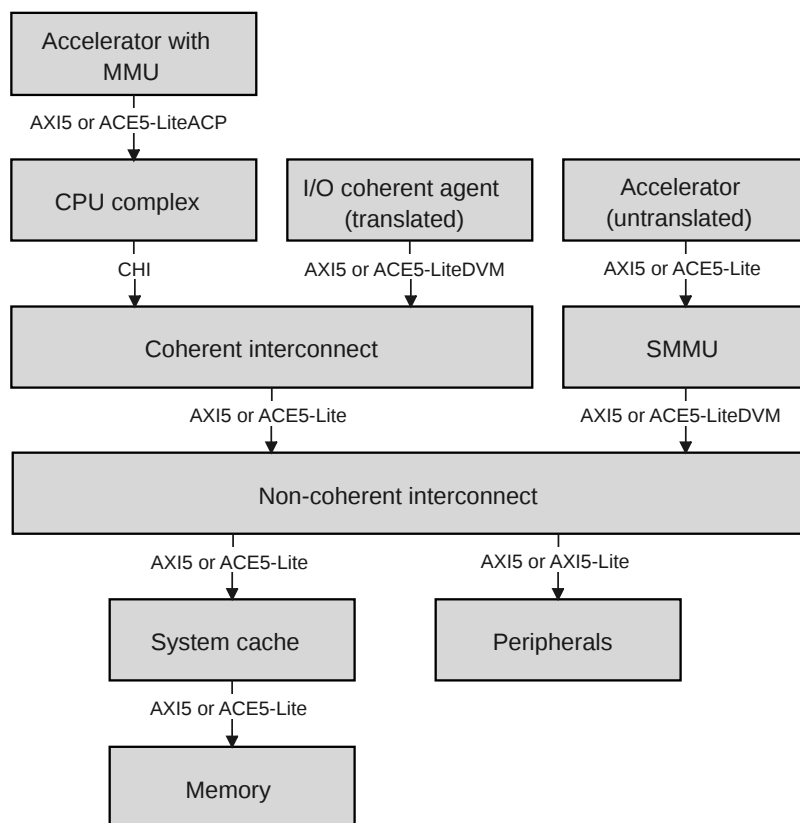 Accelerator with
MMU
AXI5 or ACE5-LiteACP
CPU complex
I/O coherent agent
(translated)
Accelerator
(untranslated)
CHI
AXI5 or ACE5-LiteDVM
AXI5 or ACE5-Lite
Coherent interconnect
SMMU
AXI5 or ACE5-Lite
AXI5 or ACE5-LiteDVM
Non-coherent interconnect
AXI5 or ACE5-Lite
AXI5 or AXI5-Lite
System cache
Peripherals
AXI5 or ACE5-Lite
Memory